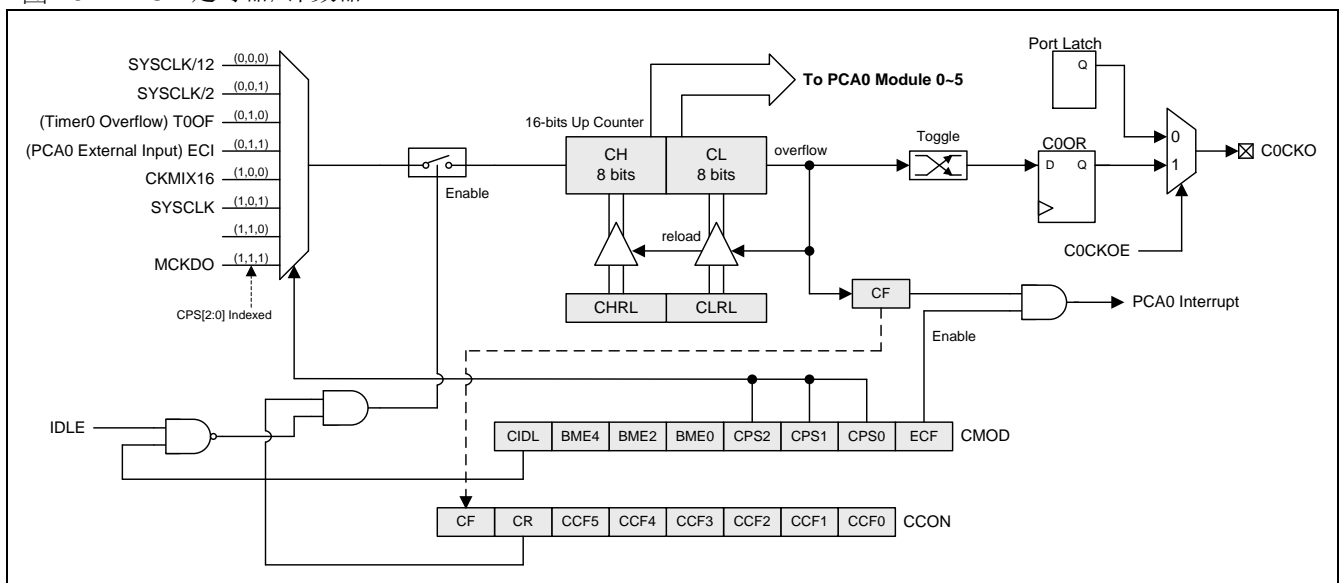 Port Latch
SYSCLK/12 (0,0,0)
Q
To PCA0 Module 0~5
SYSCLK/2 (0,0,1)
(Timer0 Overflow) T0OF (0,1,0)
16-bits Up Counter
Toggle
C0OR
0
(PCA0 External Input) ECI (0,1,1)
CH
8 bits
CL
8 bits
overflow
D Q
1
C0CKO
CKMIX16 (1,0,0)
Enable
SYSCLK (1,0,1)
(1,1,0)
reload
C0CKOE
MCKDO (1,1,1)
CPS[2:0] Indexed
CHRL CLRL
CF
PCA0 Interrupt
Enable
IDLE
CIDL BME4 BME2 BME0 CPS2 CPS1 CPS0 ECF CMOD
CF CR CCF5 CCF4 CCF3 CCF2 CCF1 CCF0 CCON